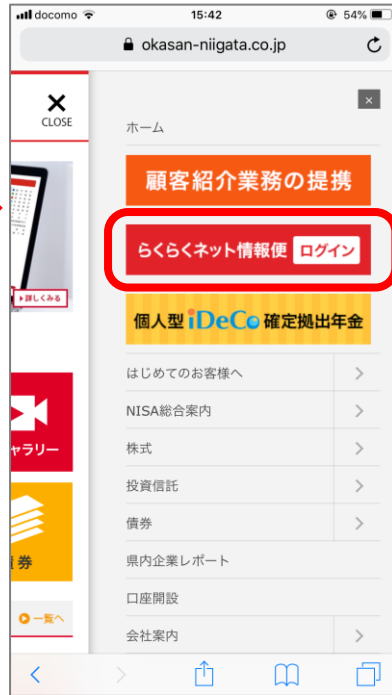 docomo
15:42
54%
okasan-niigata.co.jp
CLOSE
ホーム
顧客紹介業務の提携
らくらくネット情報便 ログイン
詳しくみる
個人型 iDeCo 確定拠出年金
はじめてのお客様へ
NISA総合案内
株式
ャラリー
投資信託
債券
券
県内企業レポート
口座開設
一覧へ
会社案内